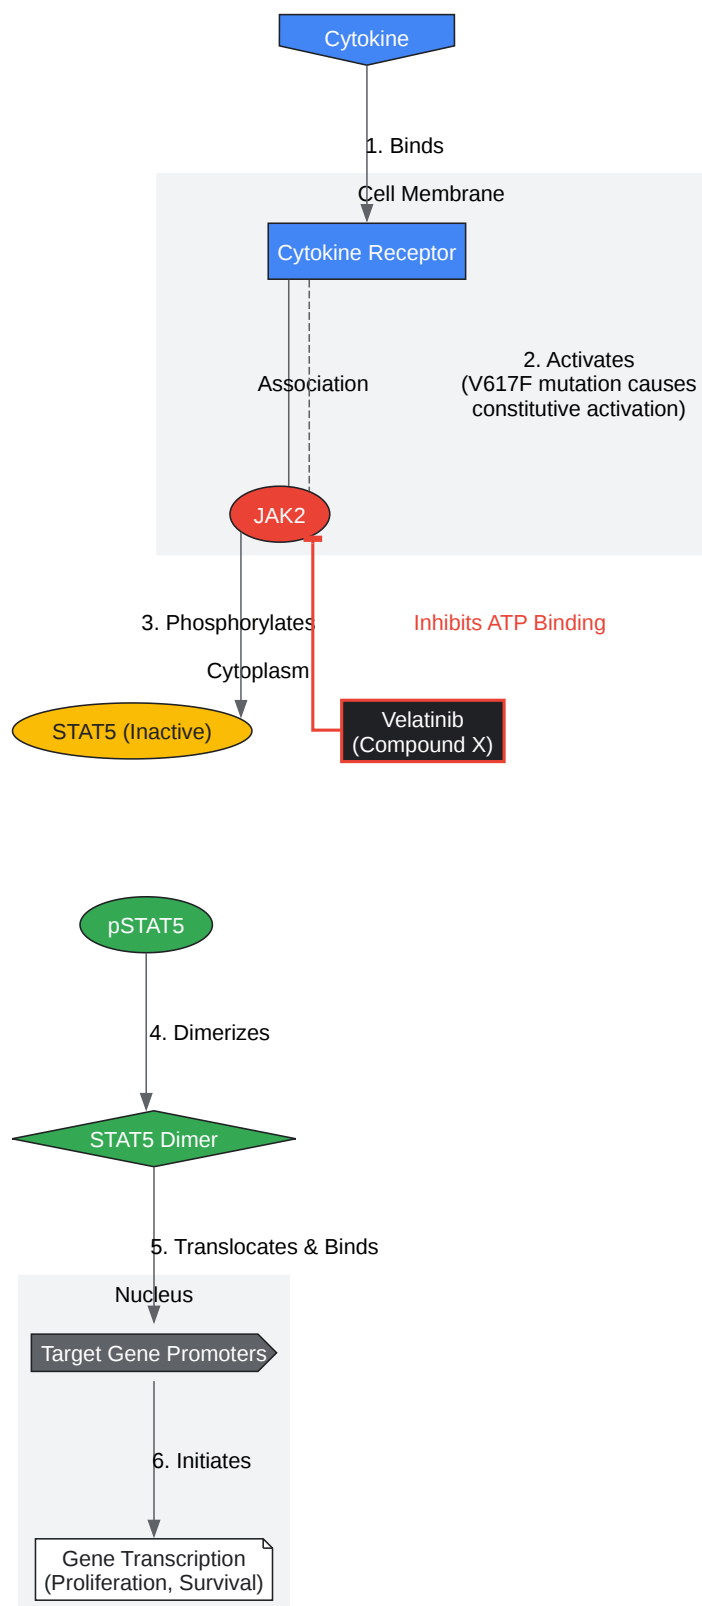 Cytokine
1. Binds
Cell Membrane
Cytokine Receptor
2. Activates
(V617F mutation causes
constitutive activation)
Association
JAK2
3. Phosphorylates
Inhibits ATP Binding
Cytoplasm
STAT5 (Inactive)
Velatinib
(Compound X)
pSTAT5
4. Dimerizes
STAT5 Dimer
5. Translocates & Binds
Nucleus
Target Gene Promoters
6. Initiates
Gene Transcription
(Proliferation, Survival)